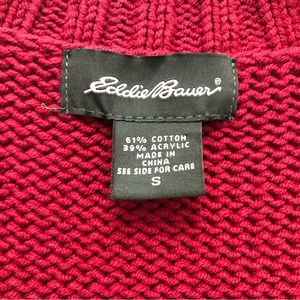 Eddie Bauer®
61% COTTON
39% ACRYLIC
MADE IN
CHINA
SEE SIDE FOR CARE
S